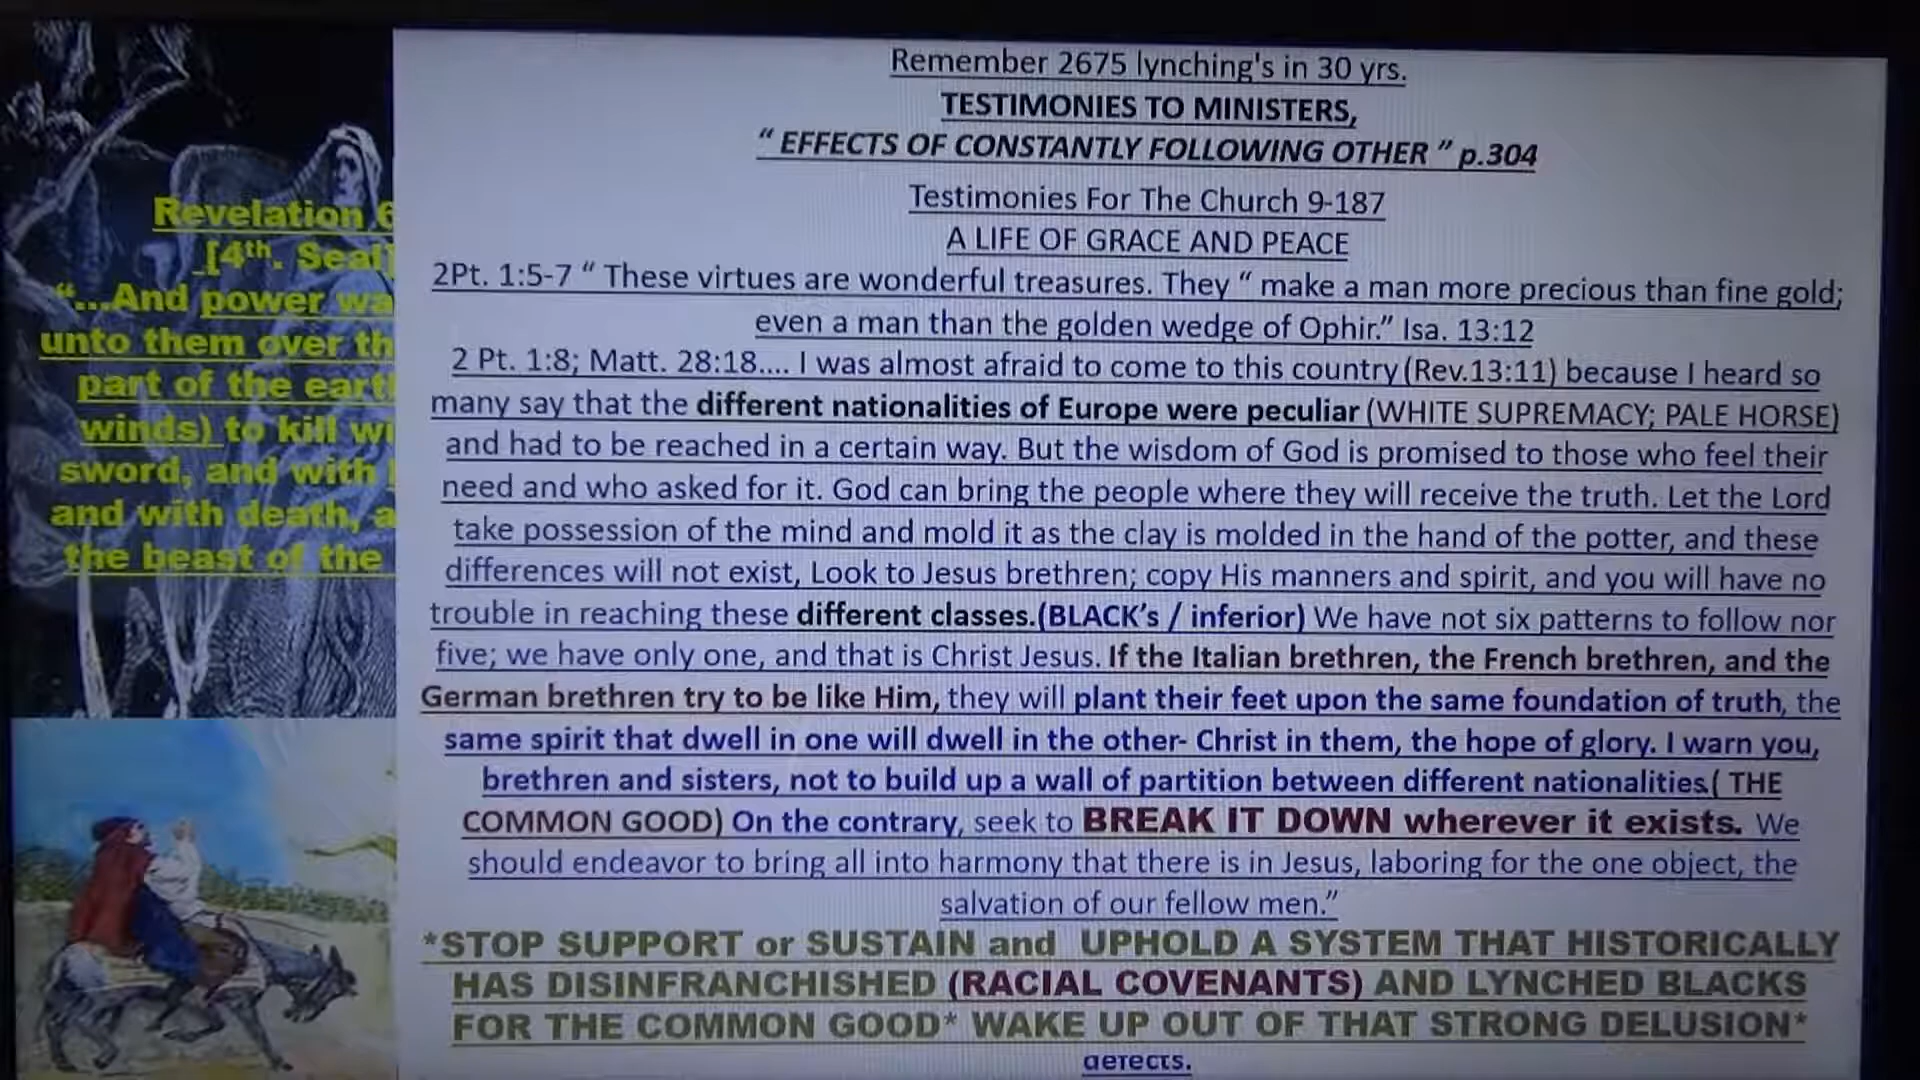 Remember 2675 lynching's in 30 yrs.
TESTIMONIES TO MINISTERS,
“ EFFECTS OF CONSTANTLY FOLLOWING OTHER ” p.304
Testimonies For The Church 9-187
A LIFE OF GRACE AND PEACE
2Pt. 1:5-7 “ These virtues are wonderful treasures. They “ make a man more precious than fine gold;
even a man than the golden wedge of Ophir.” Isa. 13:12
2 Pt. 1:8; Matt. 28:18.... I was almost afraid to come to this country (Rev.13:11) because I heard so
many say that the different nationalities of Europe were peculiar (WHITE SUPREMACY; PALE HORSE)
and had to be reached in a certain way. But the wisdom of God is promised to those who feel their
need and who asked for it. God can bring the people where they will receive the truth. Let the Lord
take possession of the mind and mold it as the clay is molded in the hand of the potter, and these
differences will not exist, Look to Jesus brethren; copy His manners and spirit, and you will have no
trouble in reaching these different classes.(BLACK’s / inferior) We have not six patterns to follow nor
five; we have only one, and that is Christ Jesus. If the Italian brethren, the French brethren, and the
German brethren try to be like Him, they will plant their feet upon the same foundation of truth, the
same spirit that dwell in one will dwell in the other- Christ in them, the hope of glory. I warn you,
brethren and sisters, not to build up a wall of partition between different nationalities( THE
COMMON GOOD) On the contrary, seek to BREAK IT DOWN wherever it exists. We
should endeavor to bring all into harmony that there is in Jesus, laboring for the one object, the
salvation of our fellow men.”
*STOP SUPPORT or SUSTAIN and UPHOLD A SYSTEM THAT HISTORICALLY
HAS DISINFRANCHISHED (RACIAL COVENANTS) AND LYNCHED BLACKS
FOR THE COMMON GOOD* WAKE UP OUT OF THAT STRONG DELUSION*
defects.
Revelation 6
[4th. Seal]
“...And power wa
unto them over th
part of the eart
winds) to kill wi
sword, and with
and with death, a
the beast of the